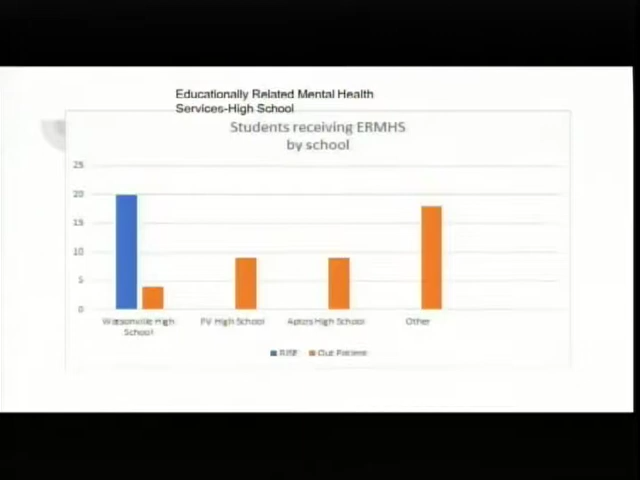 Educationally Related Mental Health
Services-High School
Students receiving ERMHS
by school
25
20
15
10
5
0
Watsonville High
School
PV High School
Aptos High School
Other
RISE
Out Patient